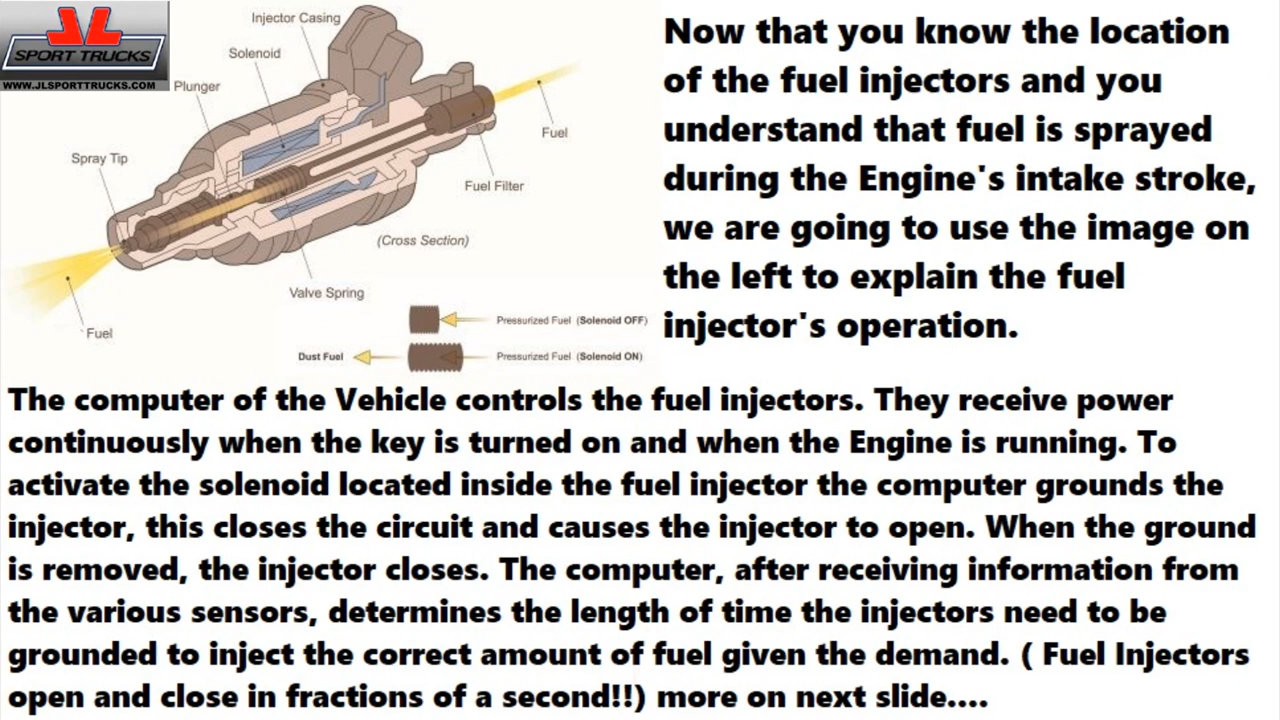 JL
SPORT TRUCKS
WWW.JLSPORTTRUCKS.COM
Injector Casing
Solenoid
Plunger
Spray Tip
Fuel
Fuel Filter
(Cross Section)
Valve Spring
Fuel
Pressurized Fuel (Solenoid OFF)
Dust Fuel
Pressurized Fuel (Solenoid ON)
Now that you know the location
of the fuel injectors and you
understand that fuel is sprayed
during the Engine's intake stroke,
we are going to use the image on
the left to explain the fuel
injector's operation.
The computer of the Vehicle controls the fuel injectors. They receive power
continuously when the key is turned on and when the Engine is running. To
activate the solenoid located inside the fuel injector the computer grounds the
injector, this closes the circuit and causes the injector to open. When the ground
is removed, the injector closes. The computer, after receiving information from
the various sensors, determines the length of time the injectors need to be
grounded to inject the correct amount of fuel given the demand. ( Fuel Injectors
open and close in fractions of a second!!) more on next slide....